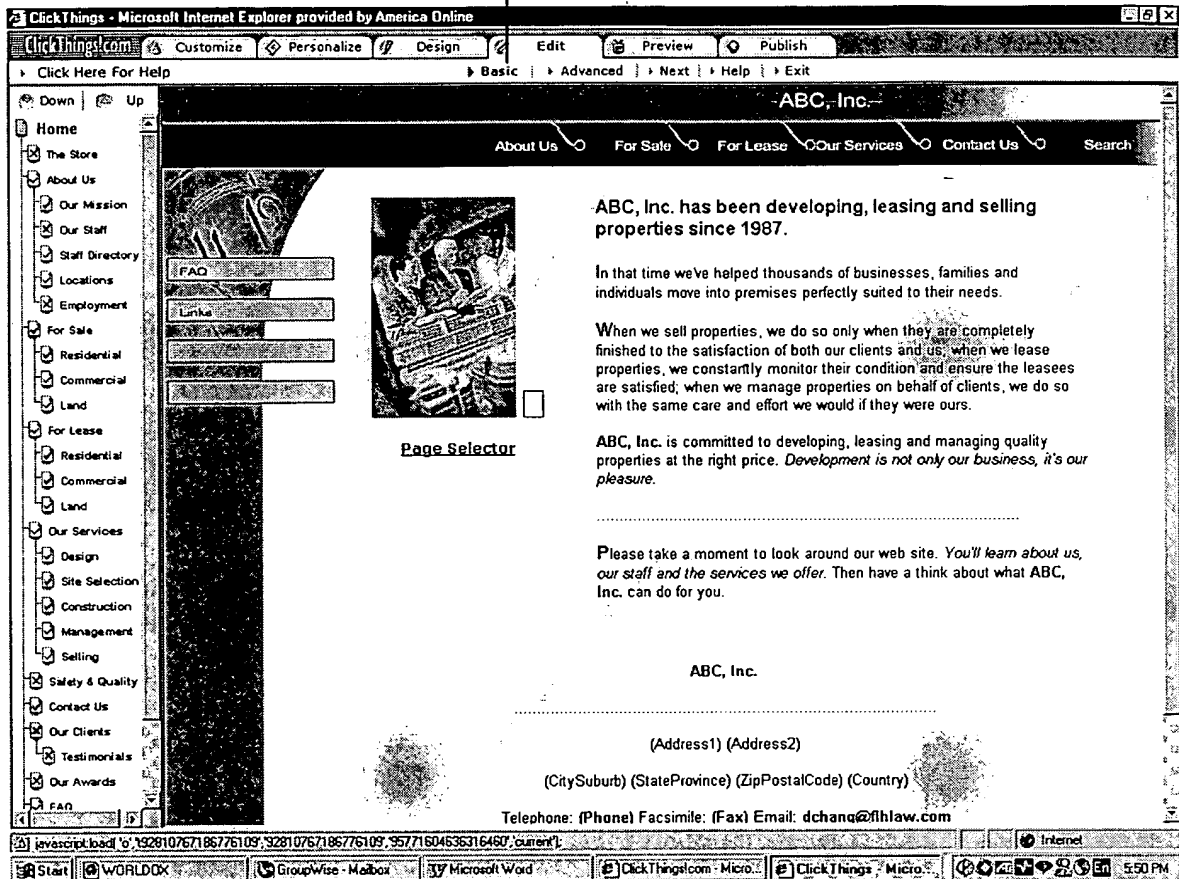 ClickThings - Microsoft Internet Explorer provided by America Online
ClickThings!com Customize Personalize Design Edit Preview Publish
Click Here For Help Basic Advanced Next Help Exit
Down Up
Home
The Store
About Us
Our Mission
Our Staff
Staff Directory
Locations
Employment
For Sale
Residential
Commercial
Land
For Lease
Residential
Commercial
Land
Our Services
Design
Site Selection
Construction
Management
Selling
Safety & Quality
Contact Us
Our Clients
Testimonials
Our Awards
FAQ
ABC, Inc.
About Us For Sale For Lease Our Services Contact Us Search
FAQ
Links
Page Selector
ABC, Inc. has been developing, leasing and selling
properties since 1987.
In that time we've helped thousands of businesses, families and
individuals move into premises perfectly suited to their needs.
When we sell properties, we do so only when they are completely
finished to the satisfaction of both our clients and us; when we lease
properties, we constantly monitor their condition and ensure the leasees
are satisfied; when we manage properties on behalf of clients, we do so
with the same care and effort we would if they were ours.
ABC, Inc. is committed to developing, leasing and managing quality
properties at the right price. Development is not only our business, it's our
pleasure.
Please take a moment to look around our web site. You'll learn about us,
our staff and the services we offer. Then have a think about what ABC,
Inc. can do for you.
ABC, Inc.
(Address1) (Address2)
(CitySuburb) (StateProvince) (ZipPostalCode) (Country)
Telephone: (Phone) Facsimile: (Fax) Email: dchang@flhlaw.com
javascript:load( 'o','t928107671867761​09','92810767186776109','95771604636316460','current');
Internet
Start WORLDOX GroupWise - Mailbox Microsoft Word ClickThings!com - Micro... ClickThings - Micro... En 5:50 PM